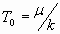 T₀ = μ/k